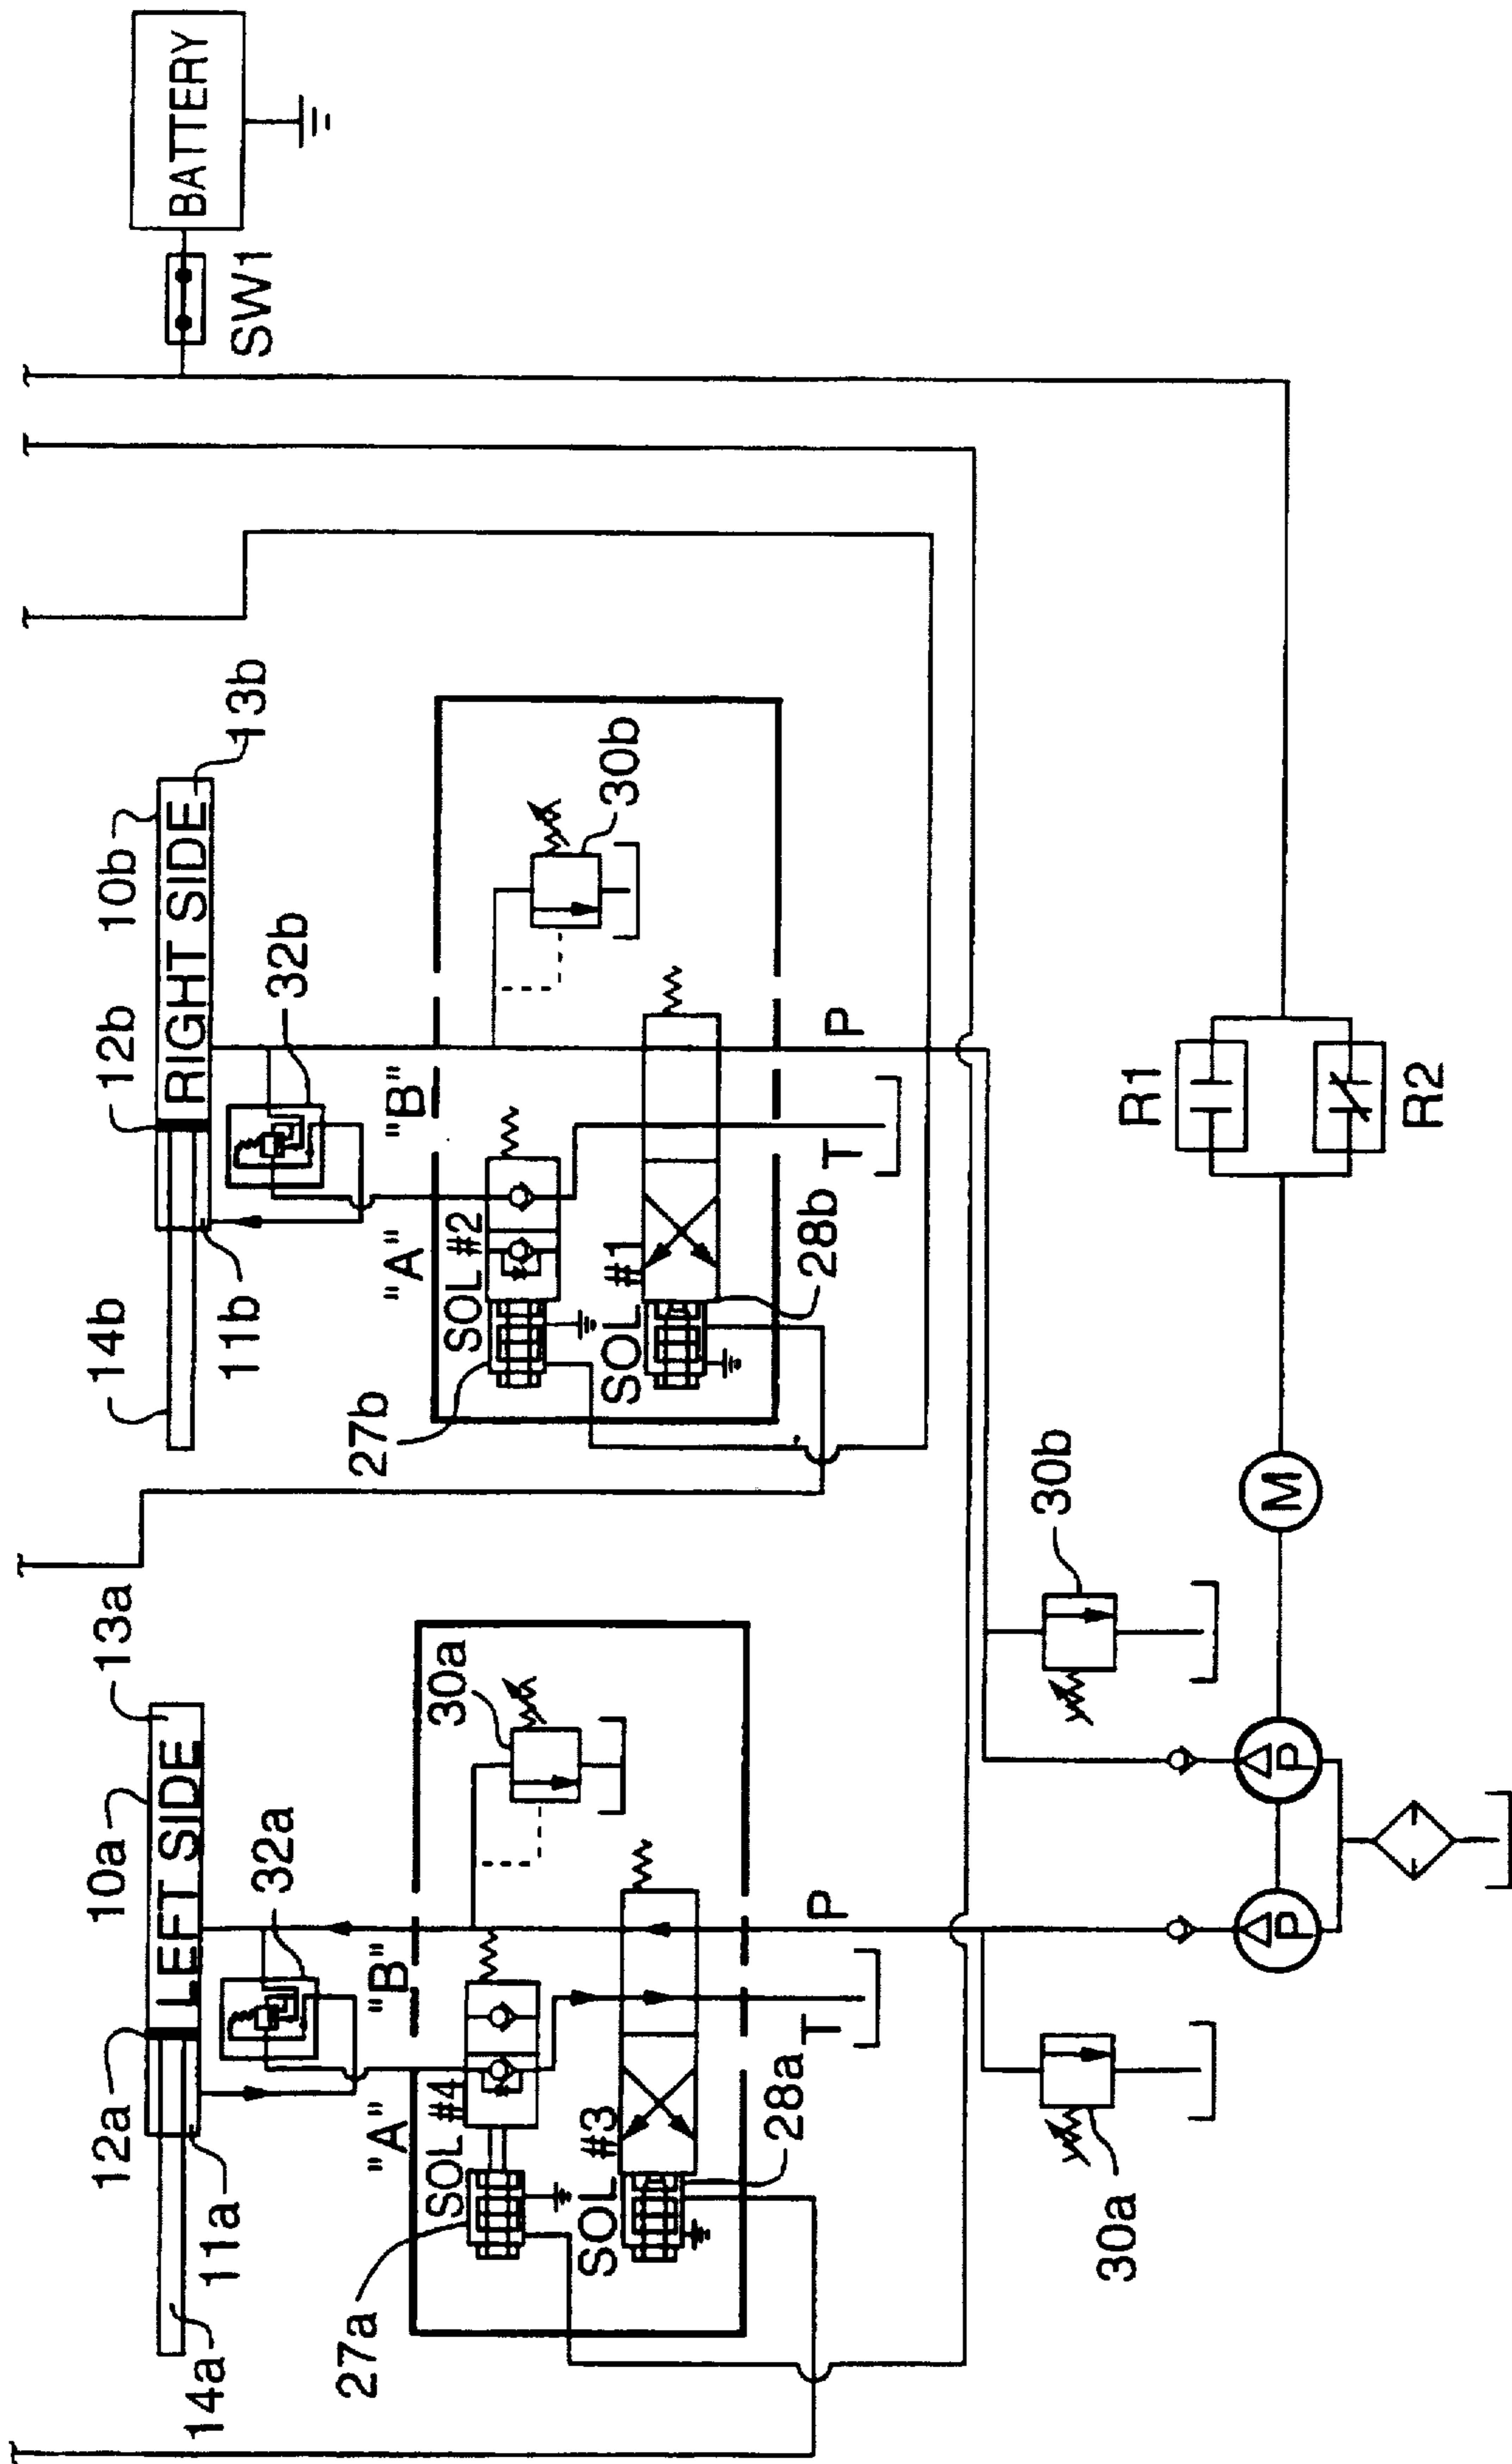 LEFT SIDE
10a
13a
12a
14a
11a
32a
"A"
"B"
SOL #4
27a
30a
SOL #3
28a
P
T
RIGHT SIDE
10b
13b
12b
14b
11b
32b
"A"
"B"
SOL #2
27b
30b
SOL #1
28b
P
T
BATTERY
SW1
30a
30b
P
P
M
R1
R2